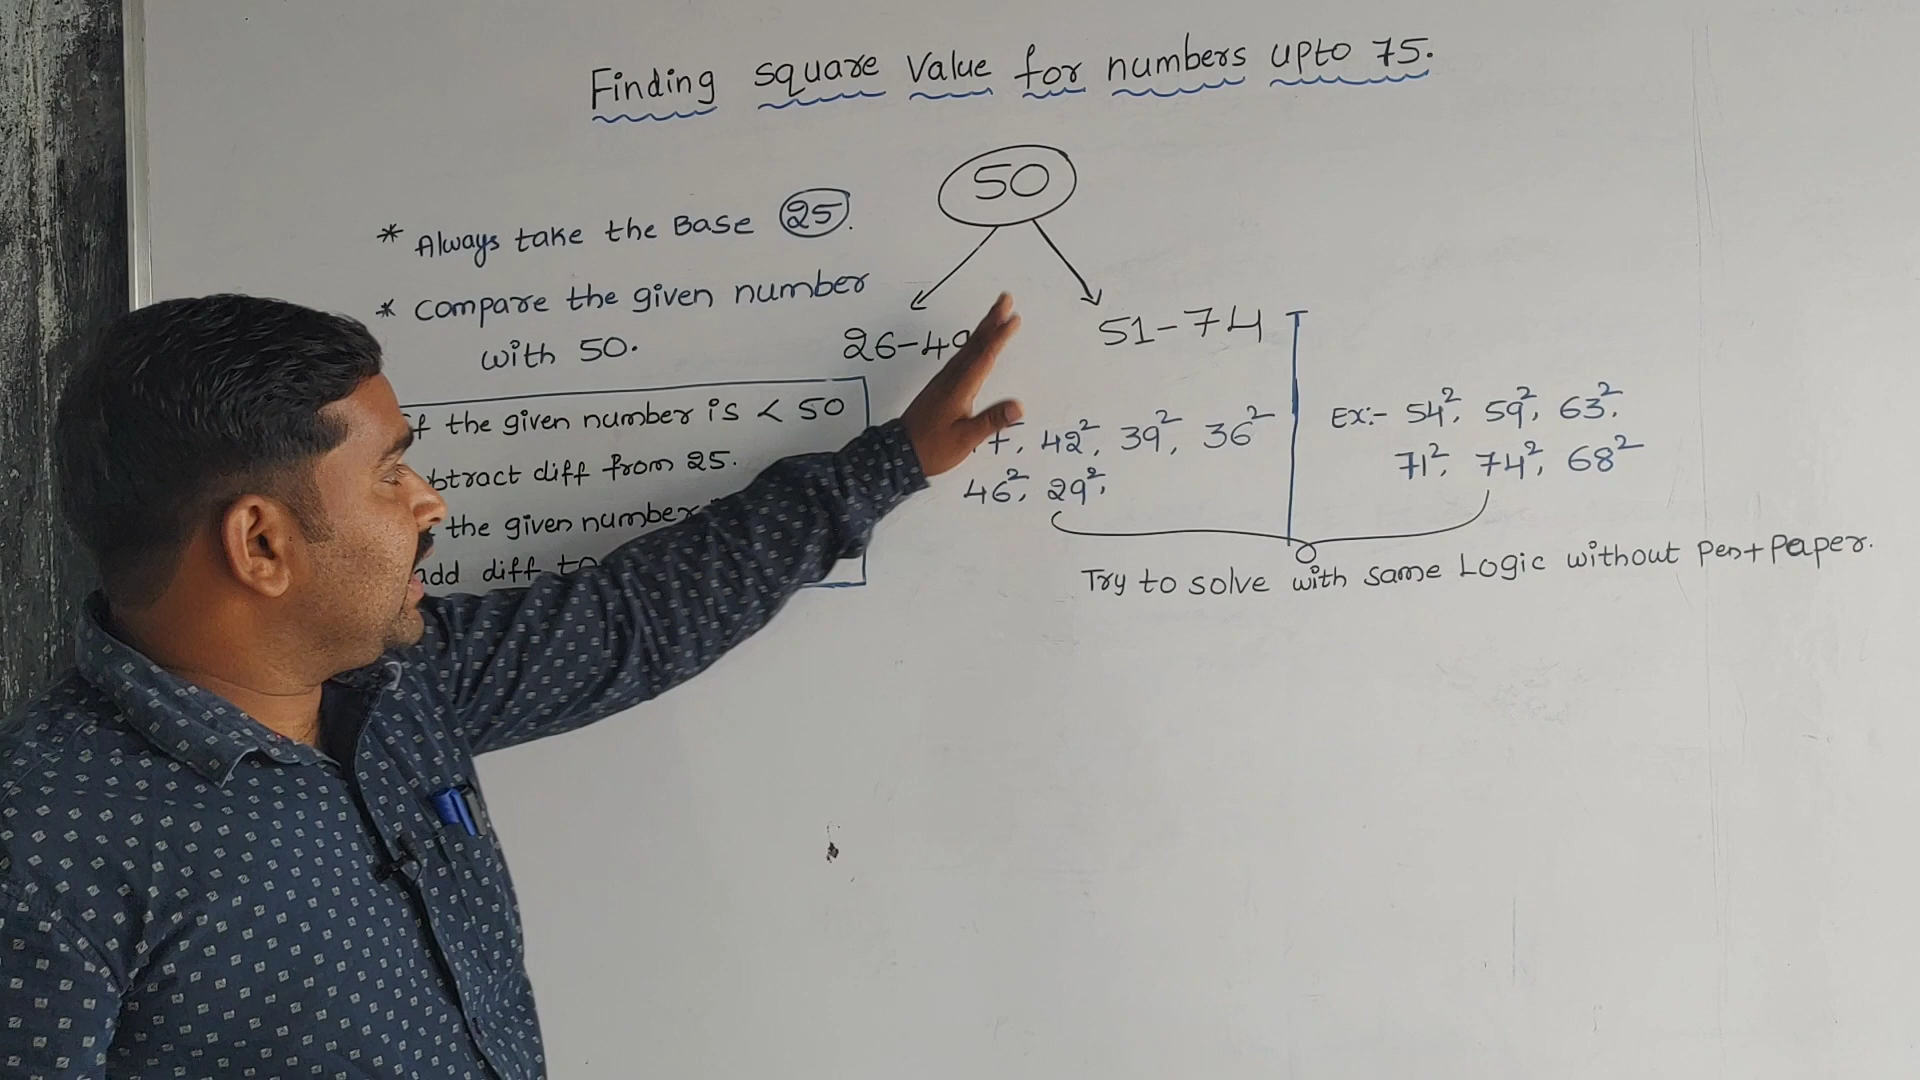 Finding square Value for numbers upto 75.
50
* Always take the Base 25.
* compare the given number
with 50.
26-49
51-74
the given number is < 50
diff from 25.
the given number
add diff to
42², 39², 36²
46², 29²,
Ex:- 54², 59², 63².
71², 74², 68²
Try to solve with same Logic without Pen+Paper.